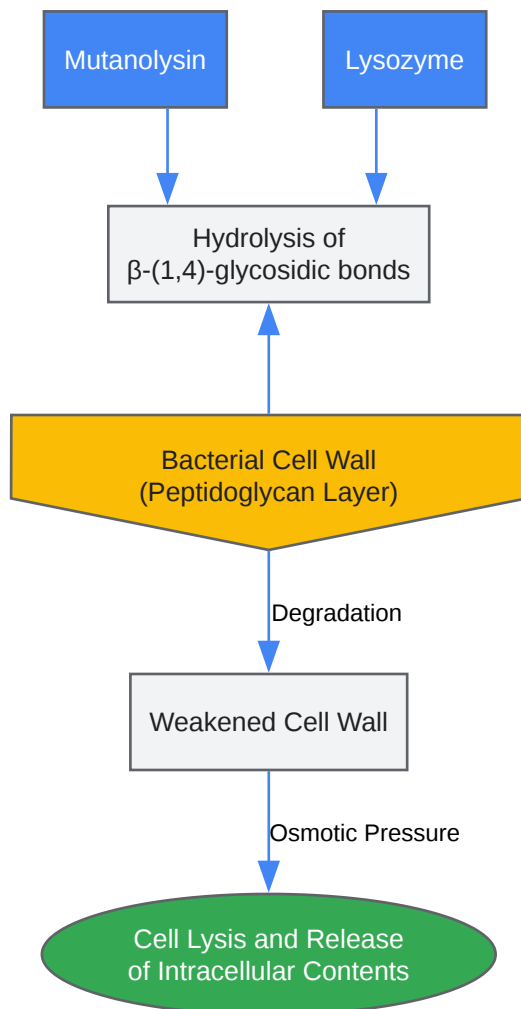 Mutanolysin
Lysozyme
Hydrolysis of
β-(1,4)-glycosidic bonds
Bacterial Cell Wall
(Peptidoglycan Layer)
Degradation
Weakened Cell Wall
Osmotic Pressure
Cell Lysis and Release
of Intracellular Contents